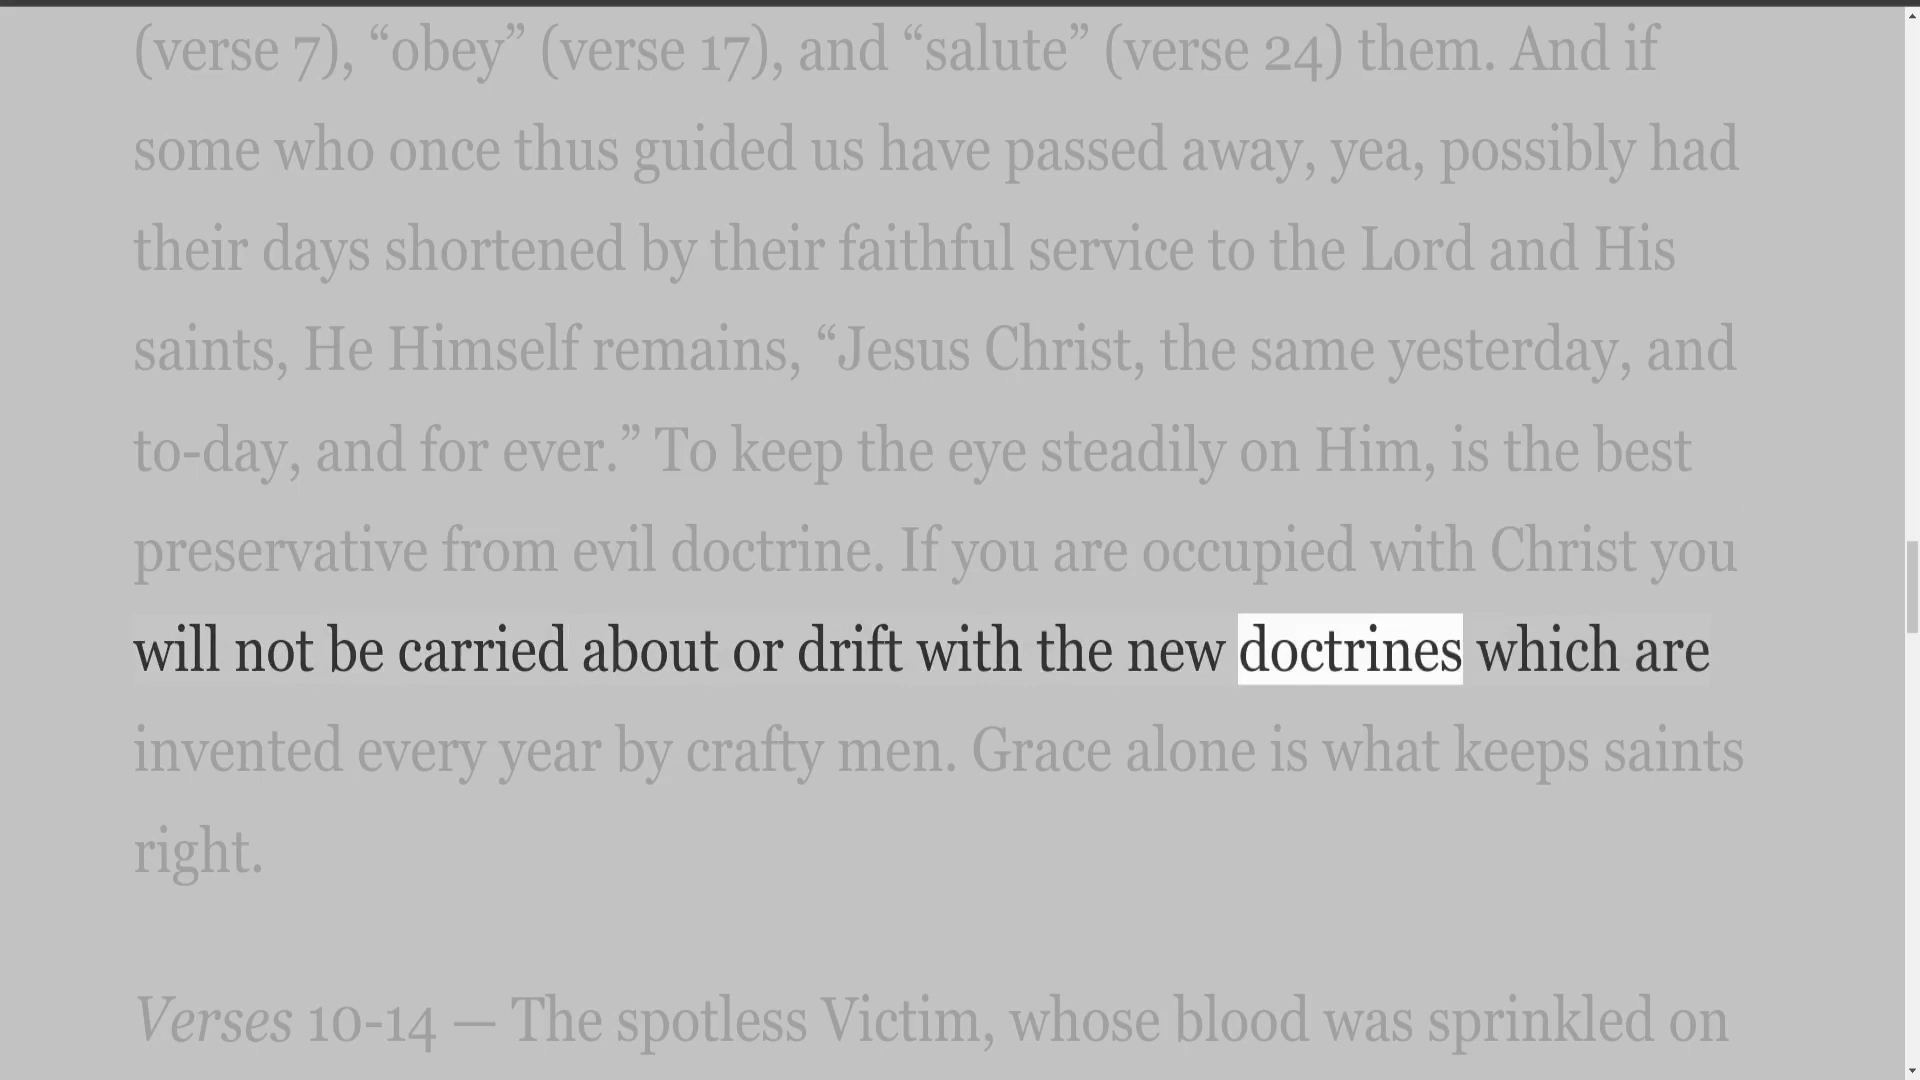 (verse 7), “obey” (verse 17), and “salute” (verse 24) them. And if
some who once thus guided us have passed away, yea, possibly had
their days shortened by their faithful service to the Lord and His
saints, He Himself remains, “Jesus Christ, the same yesterday, and
to-day, and for ever.” To keep the eye steadily on Him, is the best
preservative from evil doctrine. If you are occupied with Christ you
will not be carried about or drift with the new doctrines which are
invented every year by crafty men. Grace alone is what keeps saints
right.
Verses 10-14 — The spotless Victim, whose blood was sprinkled on